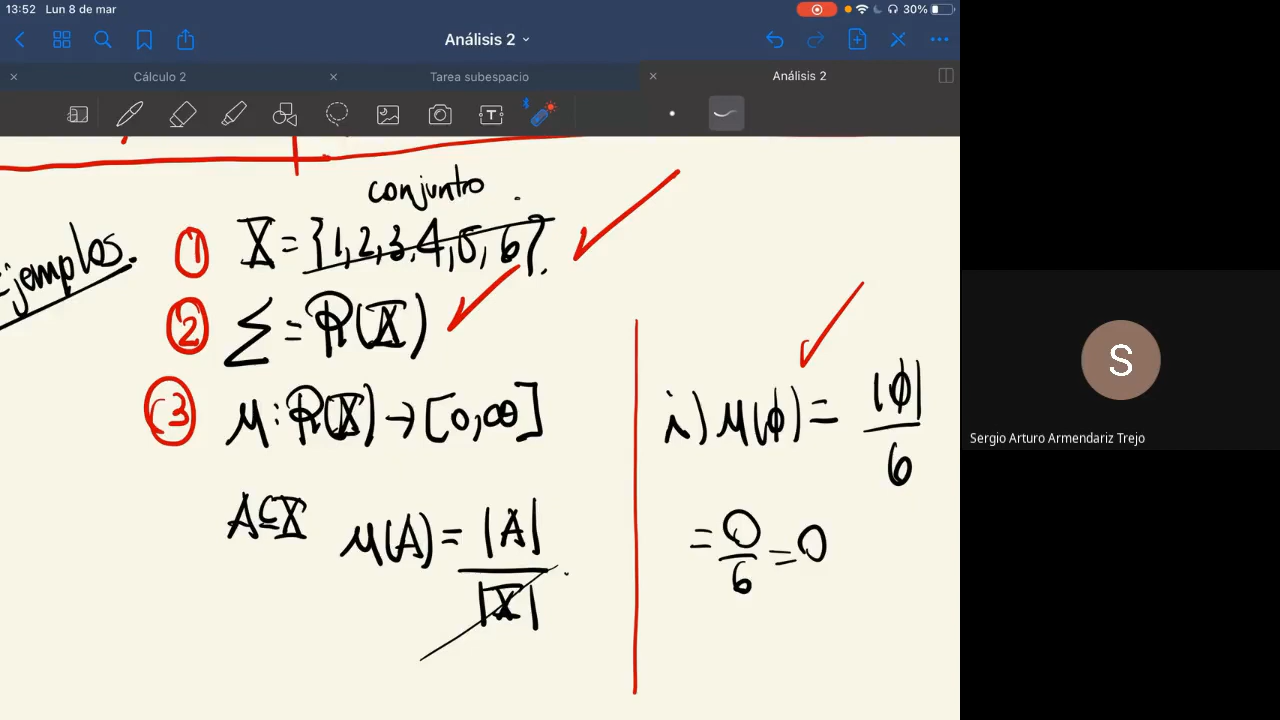 13:52 Lun 8 de mar
30%
Análisis 2
Cálculo 2
Tarea subespacio
Análisis 2
Ejemplos.
conjunto
① X = {1,2,3,4,5,6}.
② Σ = P(X)
③ μ : P(X) → [0,∞]
A⊆X μ(A) = |A| / |X|
i) μ(φ) = |φ| / 6
= 0/6 = 0
S
Sergio Arturo Armendariz Trejo